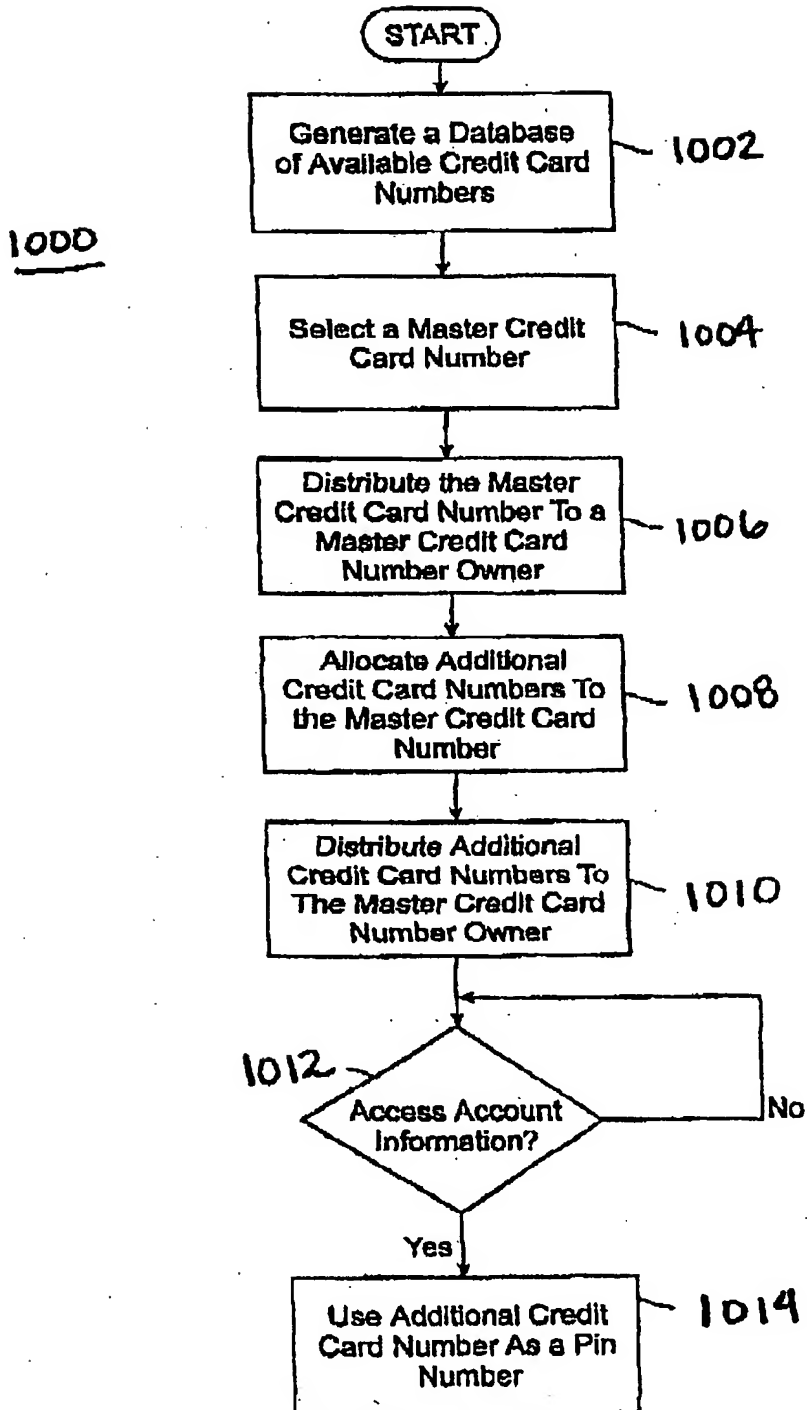 START
Generate a Database
of Available Credit Card
Numbers
1002
1000
Select a Master Credit
Card Number
1004
Distribute the Master
Credit Card Number To a
Master Credit Card
Number Owner
1006
Allocate Additional
Credit Card Numbers To
the Master Credit Card
Number
1008
Distribute Additional
Credit Card Numbers To
The Master Credit Card
Number Owner
1010
1012
Access Account
Information?
No
Yes
Use Additional Credit
Card Number As a Pin
Number
1014